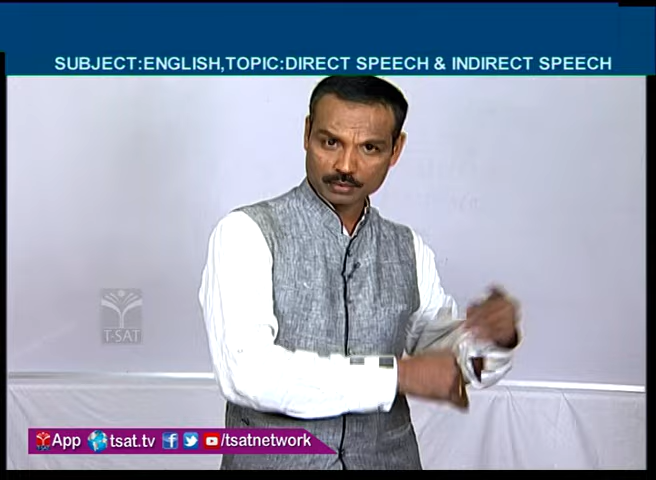 SUBJECT:ENGLISH,TOPIC:DIRECT SPEECH & INDIRECT SPEECH
T-SAT
App tsat.tv /tsatnetwork